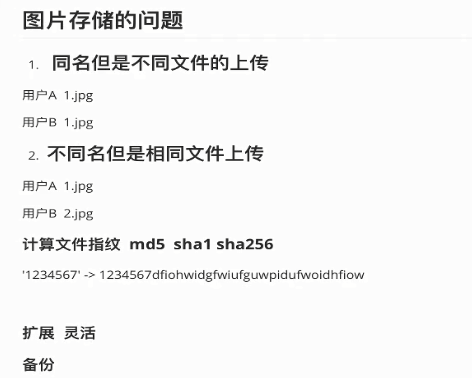 图片存储的问题
1. 同名但是不同文件的上传
用户A 1.jpg
用户B 1.jpg
2. 不同名但是相同文件上传
用户A 1.jpg
用户B 2.jpg
计算文件指纹 md5 sha1 sha256
'1234567' -> 1234567dfiohwidgfwiufguwpidufwoidhfiow
扩展 灵活
备份